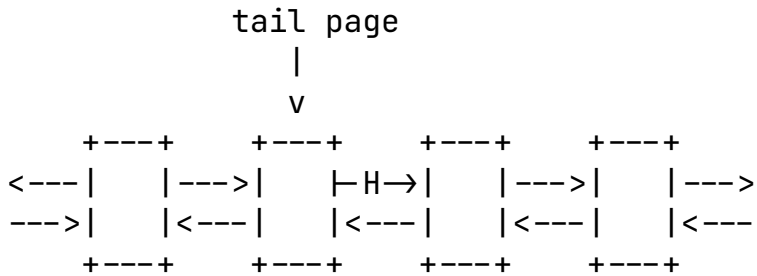 tail page
|
v
+---+ +---+ +---+ +---+
<---| |--->| |-H->| |--->| |--->
--->| |<---| |<---| |<---| |<---
+---+ +---+ +---+ +---+